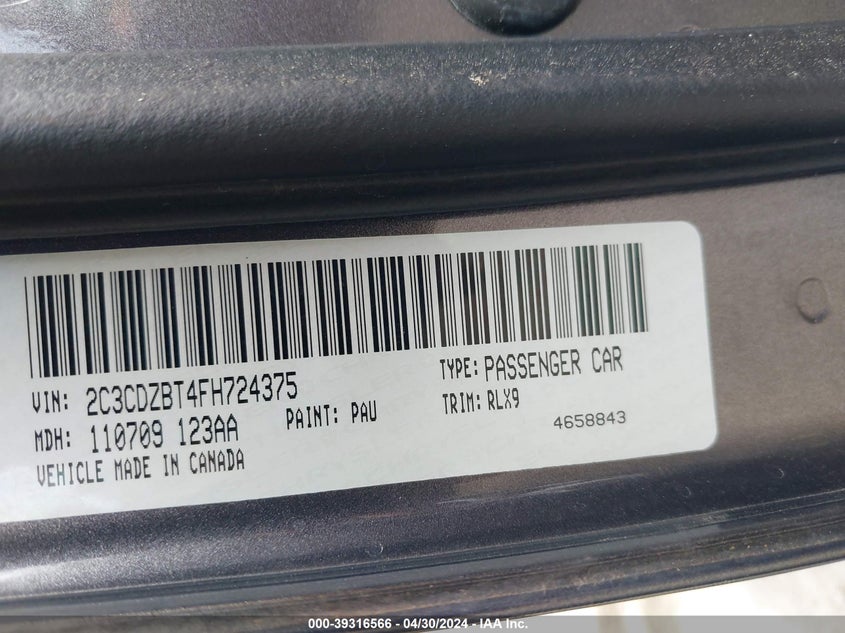 VIN: 2C3CDZBT4FH724375
TYPE: PASSENGER CAR
MDH: 110709 123AA
PAINT: PAU
TRIM: RLX9
VEHICLE MADE IN CANADA
4658843
000-39316566 - 04/30/2024 - IAA Inc.